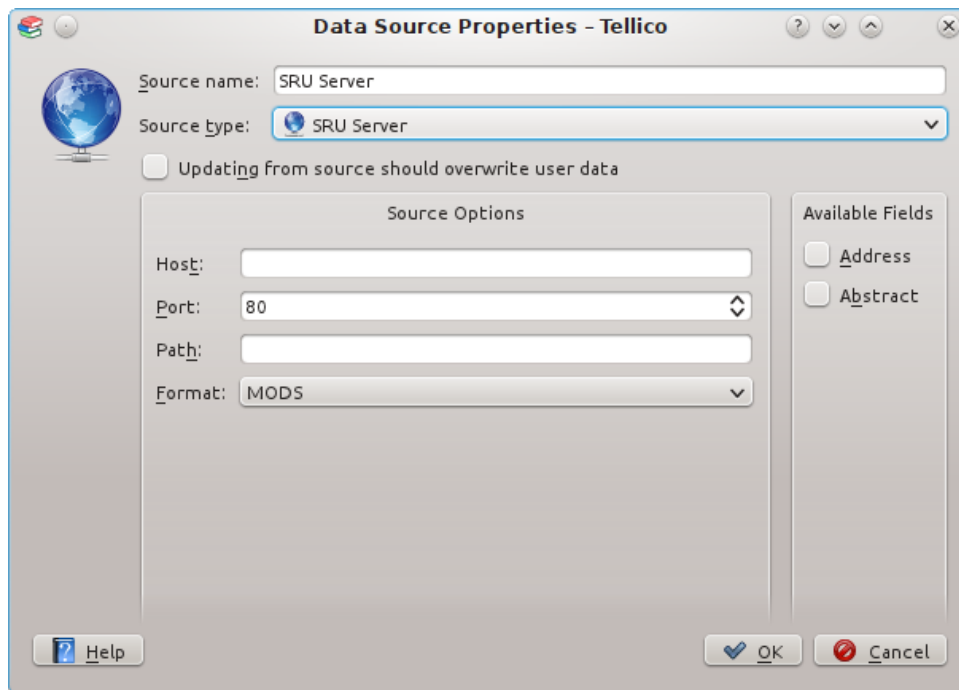 Data Source Properties – Tellico
Source name: SRU Server
Source type: SRU Server
Updating from source should overwrite user data
Source Options
Host:
Port: 80
Path:
Format: MODS
Available Fields
Address
Abstract
Help
OK
Cancel